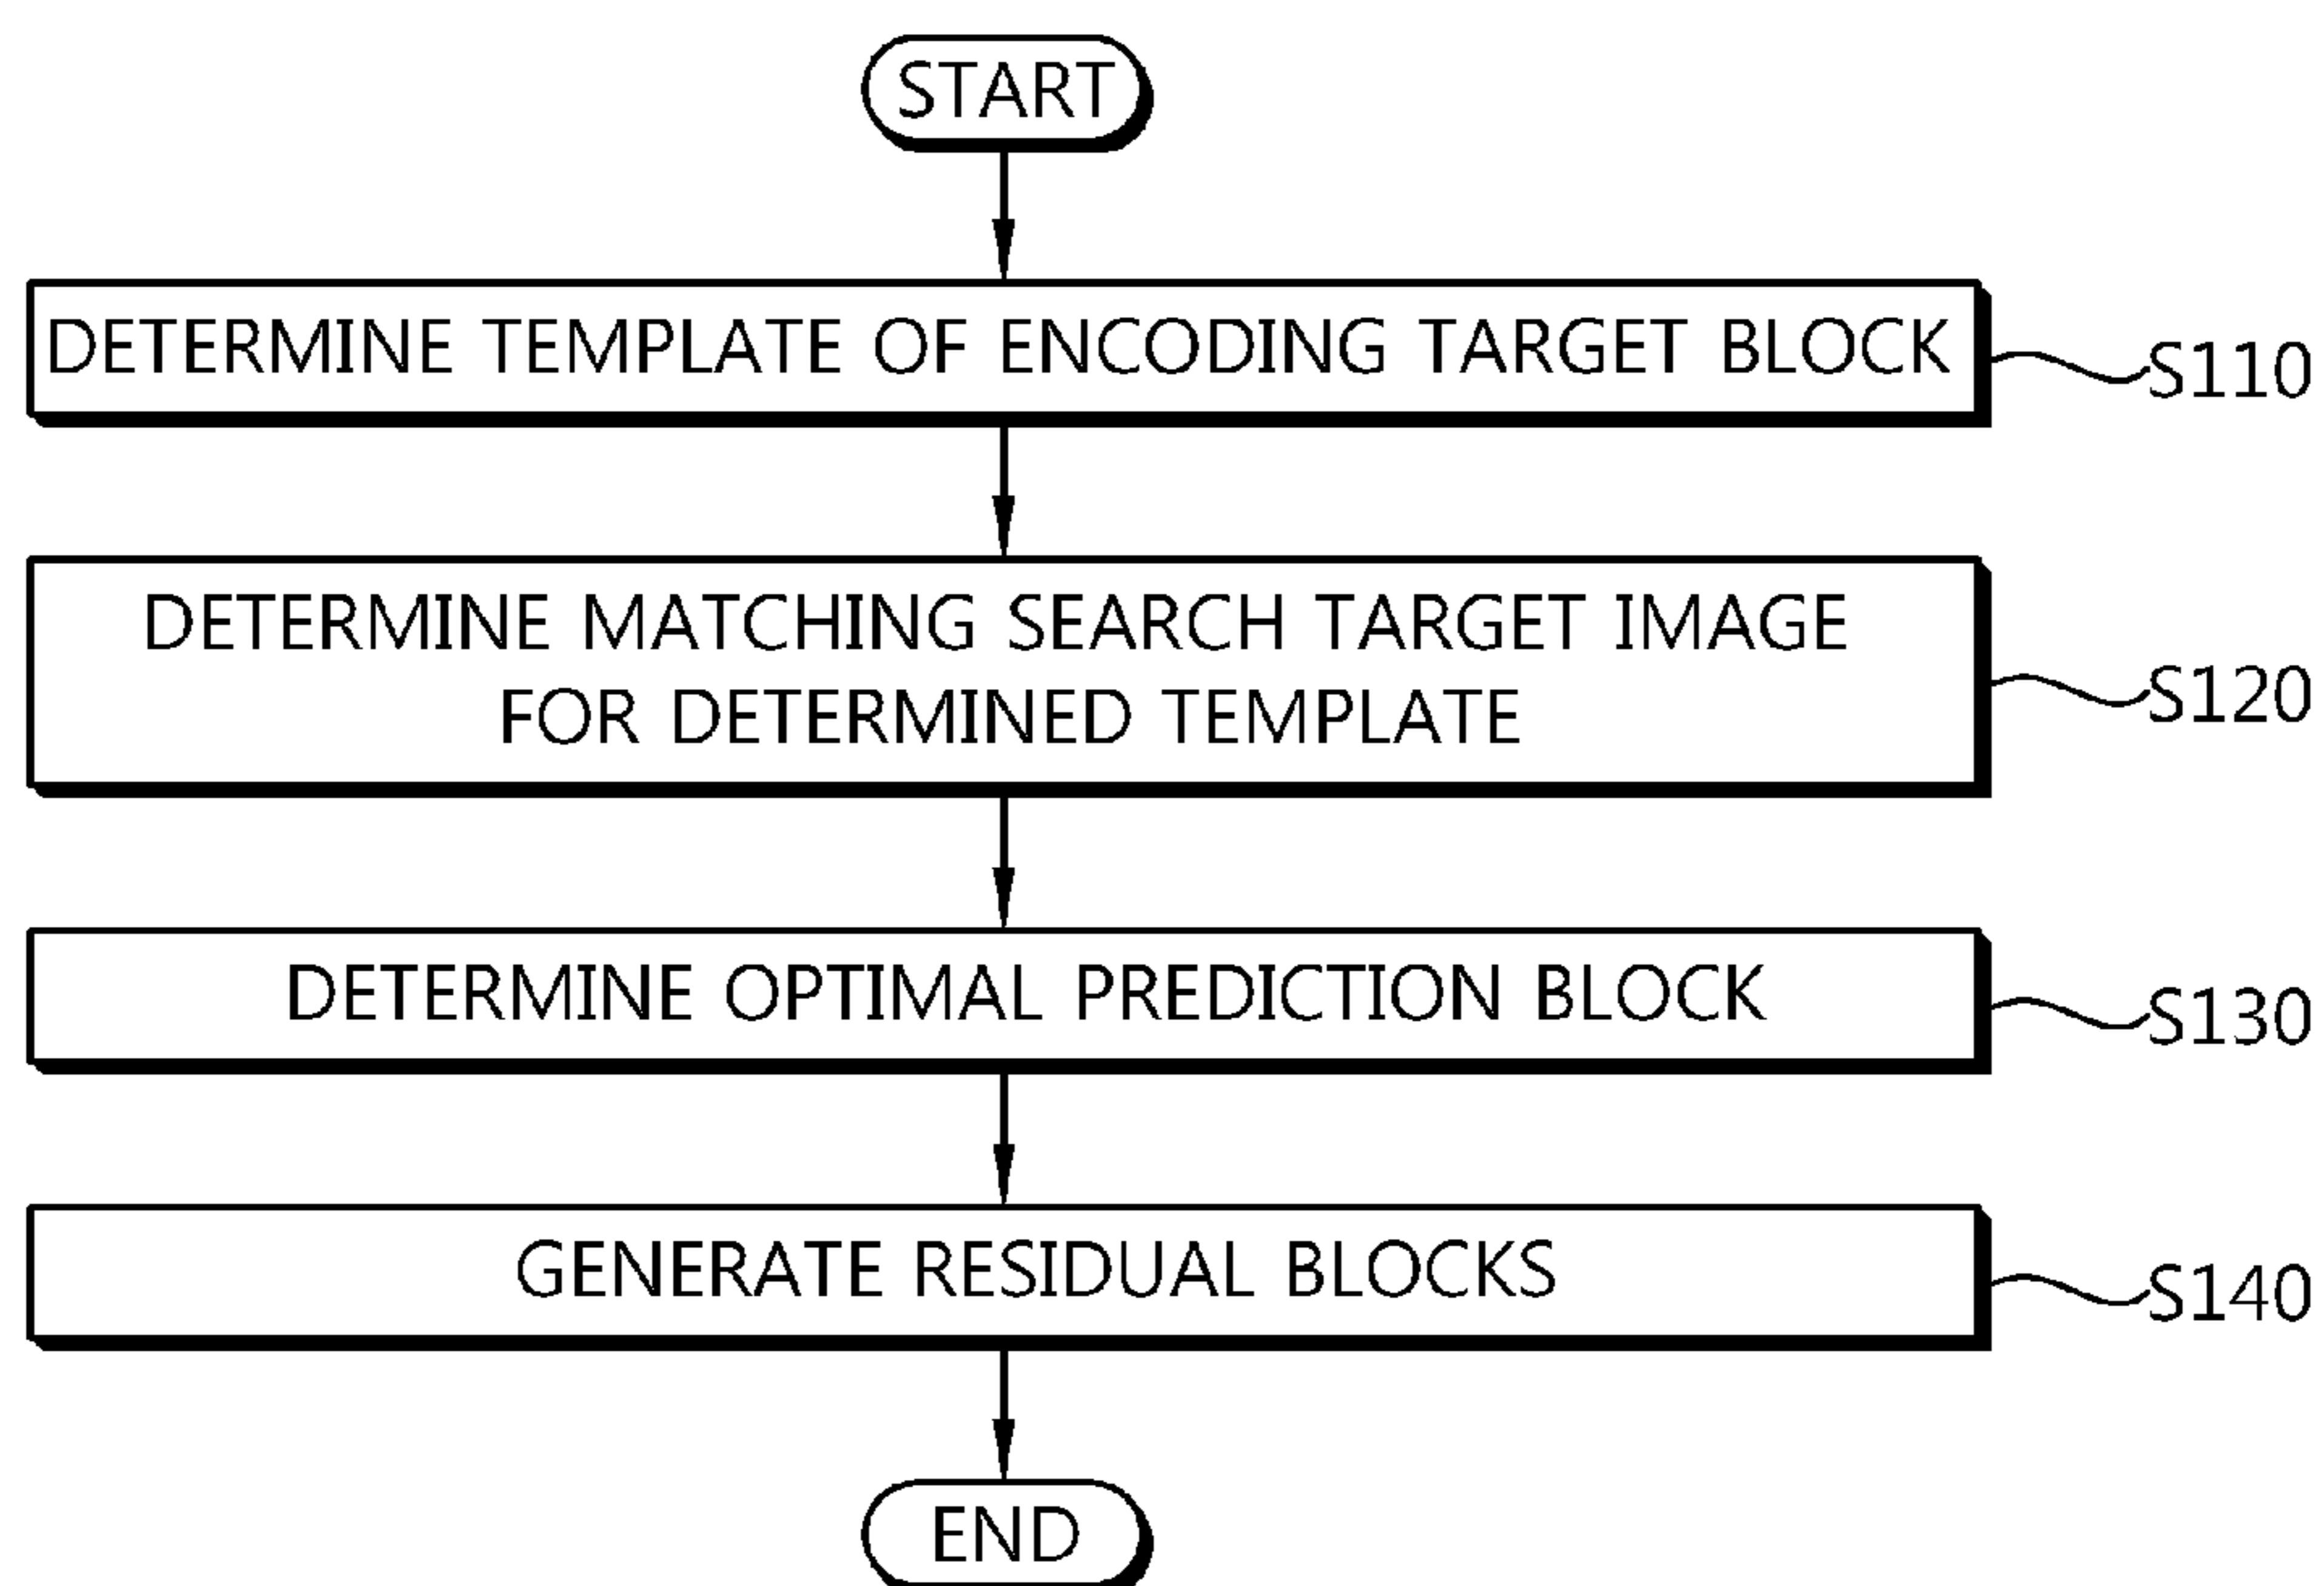 START
DETERMINE TEMPLATE OF ENCODING TARGET BLOCK
S110
DETERMINE MATCHING SEARCH TARGET IMAGE
FOR DETERMINED TEMPLATE
S120
DETERMINE OPTIMAL PREDICTION BLOCK
S130
GENERATE RESIDUAL BLOCKS
S140
END